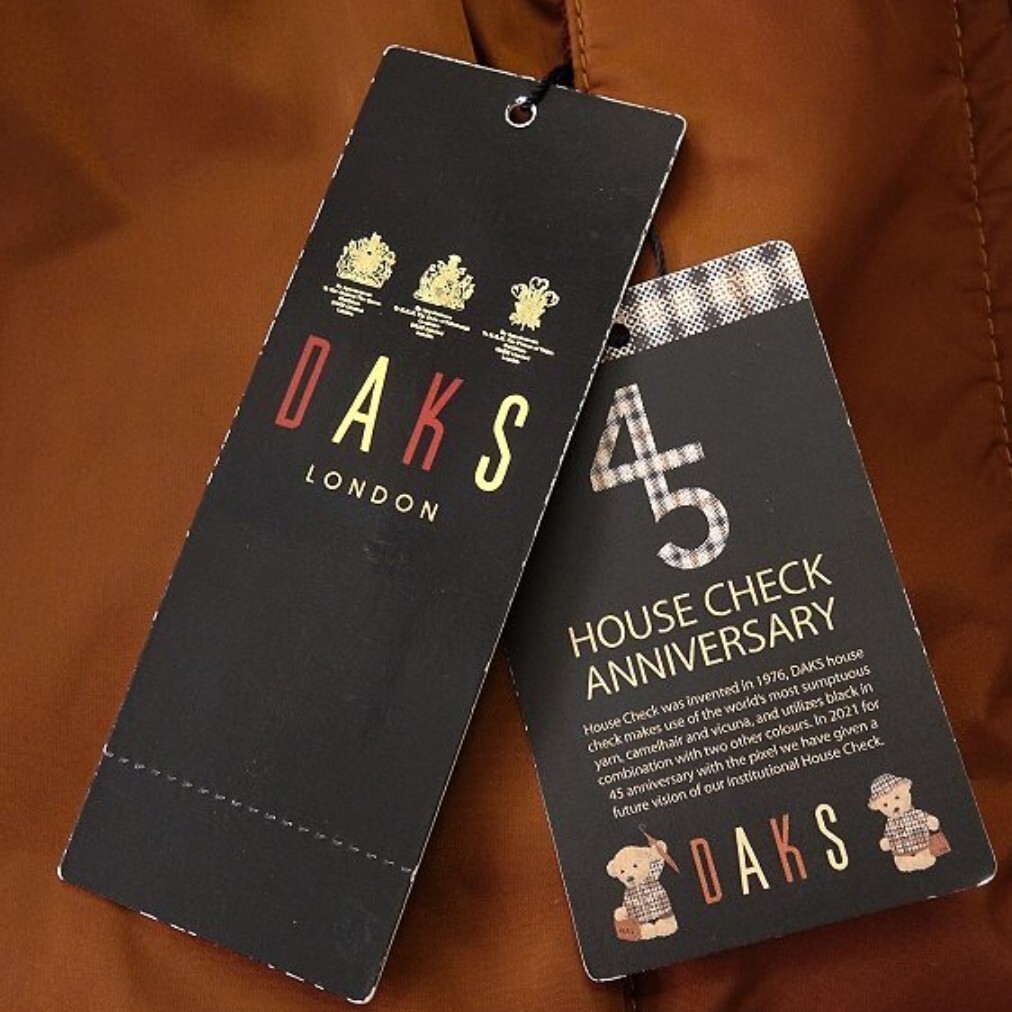 DAKS
LONDON
45
HOUSE CHECK
ANNIVERSARY
House Check was invented in 1976, DAKS house
check makes use of the world's most sumptuous
yarn, camelhair and vicuna, and utilizes black in
combination with two other colours. In 2021 for
45 anniversary with the pixel we have given a
future vision of our Institutional House Check.
DAKS